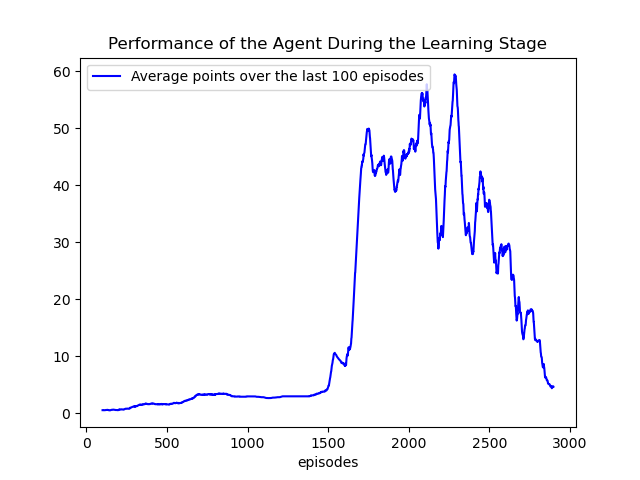 Performance of the Agent During the Learning Stage
Average points over the last 100 episodes
60
50
40
30
20
10
0
0 500 1000 1500 2000 2500 3000
episodes